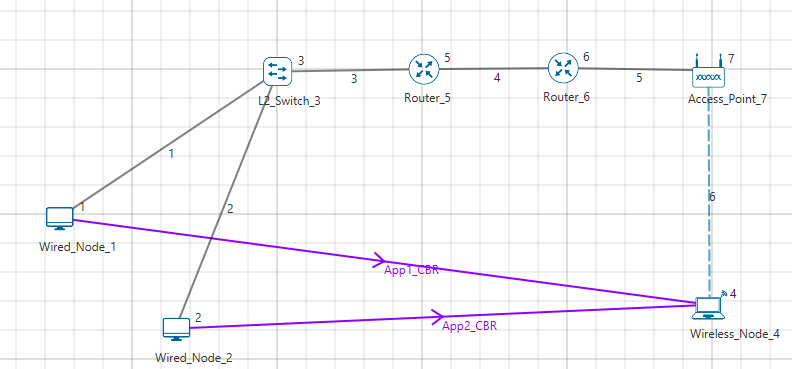 3
L2_Switch_3
3
5
Router_5
4
6
Router_6
5
7
Access_Point_7
1
2
6
1
Wired_Node_1
App1_CBR
2
Wired_Node_2
App2_CBR
4
Wireless_Node_4